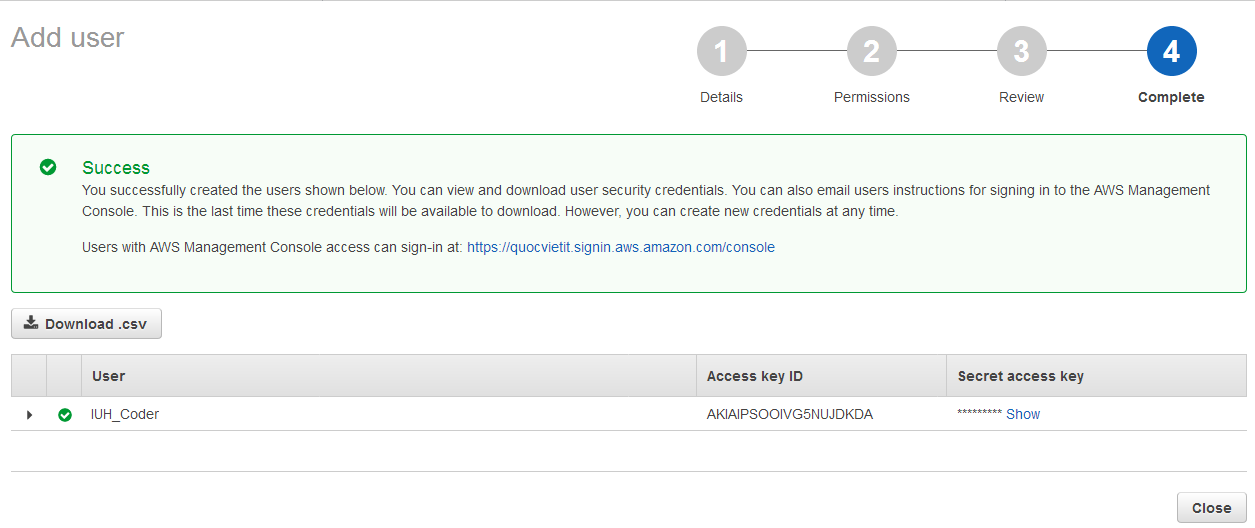 Add user
1
2
3
4
Details
Permissions
Review
Complete
Success
You successfully created the users shown below. You can view and download user security credentials. You can also email users instructions for signing in to the AWS Management
Console. This is the last time these credentials will be available to download. However, you can create new credentials at any time.
Users with AWS Management Console access can sign-in at: https://quocvietit.signin.aws.amazon.com/console
Download .csv
User
Access key ID
Secret access key
IUH_Coder
AKIAIPSOOIVG5NUJDKDA
********* Show
Close